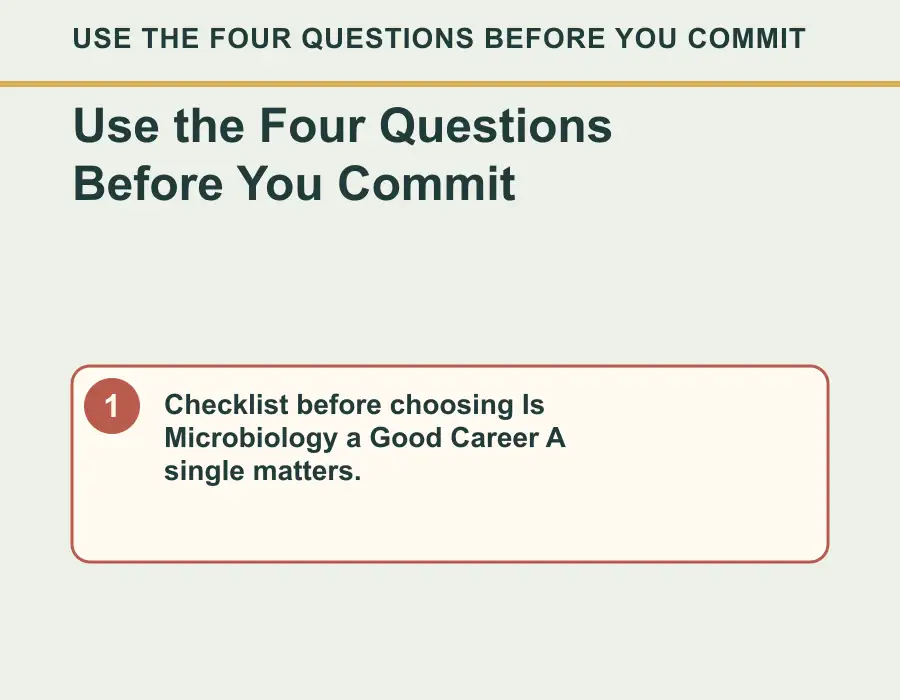 USE THE FOUR QUESTIONS BEFORE YOU COMMIT
Use the Four Questions
Before You Commit
1
Checklist before choosing Is
Microbiology a Good Career A
single matters.